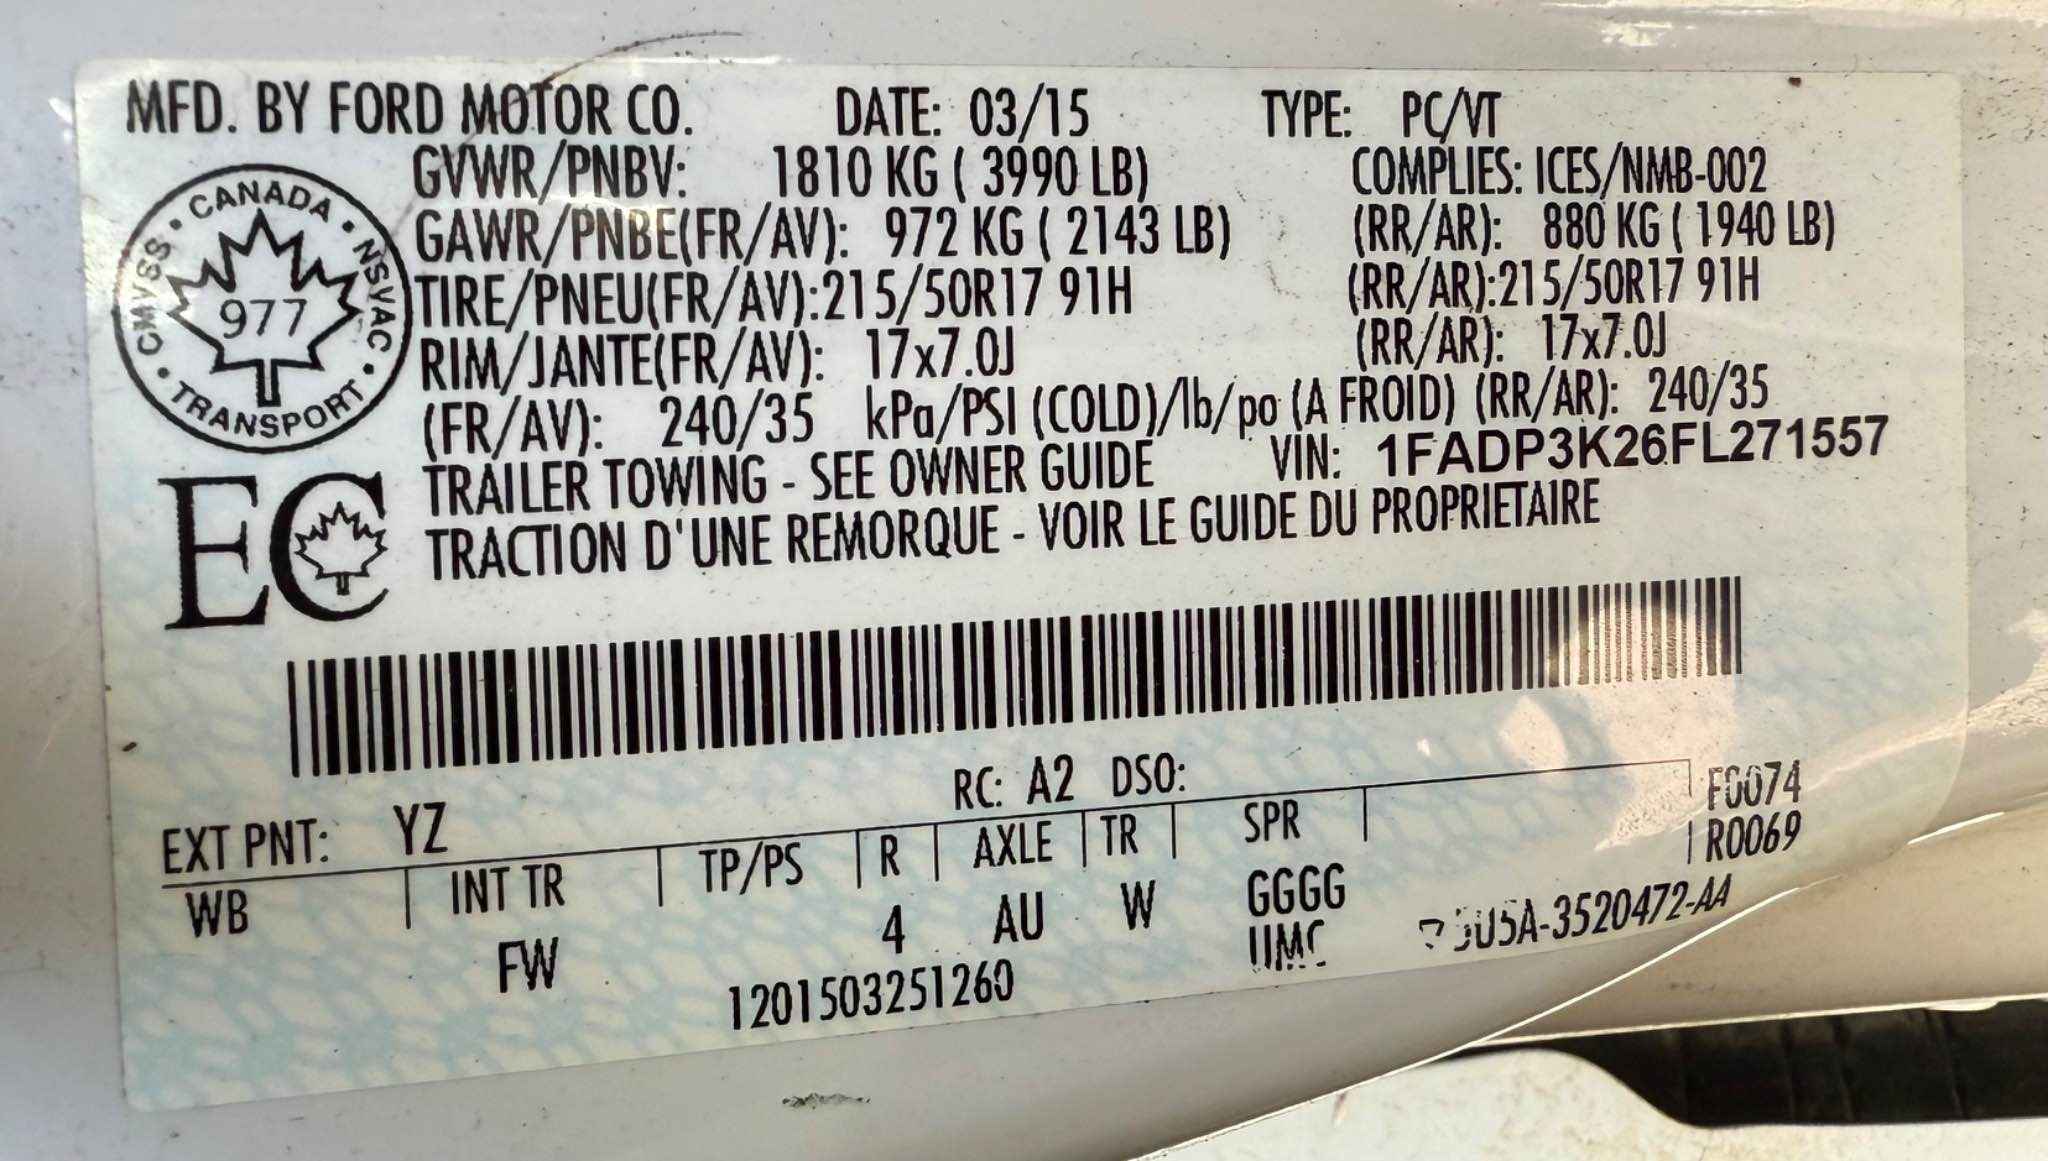 MFD. BY FORD MOTOR CO. DATE: 03/15 TYPE: PC/VT
GVWR/PNBV: 1810 KG ( 3990 LB) COMPLIES: ICES/NMB-002
GAWR/PNBE(FR/AV): 972 KG ( 2143 LB) (RR/AR): 880 KG ( 1940 LB)
TIRE/PNEU(FR/AV):215/50R17 91H (RR/AR):215/50R17 91H
RIM/JANTE(FR/AV): 17x7.0J (RR/AR): 17x7.0J
(FR/AV): 240/35 kPa/PSI (COLD)/lb/po (A FROID) (RR/AR): 240/35
TRAILER TOWING - SEE OWNER GUIDE VIN: 1FADP3K26FL271557
TRACTION D'UNE REMORQUE - VOIR LE GUIDE DU PROPRIETAIRE
CANADA
CMVSS • NSVAC
977
TRANSPORT
EC
RC: A2 DSO:
EXT PNT: YZ F0074
WB INT TR TP/PS R AXLE TR SPR R0069
FW 4 AU W GGGG
1201503251260